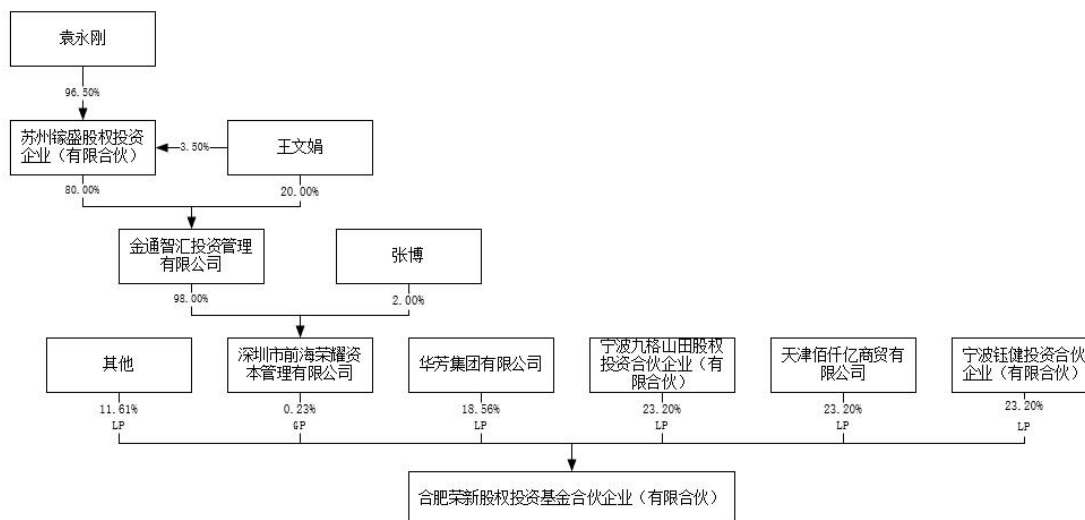 袁永刚
96.50%
苏州镓盛股权投资
企业（有限合伙）
3.50%
王文娟
80.00%
20.00%
金通智汇投资管理
有限公司
张博
98.00%
2.00%
其他
深圳市前海荣耀资
本管理有限公司
华芳集团有限公司
宁波九格山田股权
投资合伙企业（有
限合伙）
天津佰仟亿商贸有
限公司
宁波钰健投资合伙
企业（有限合伙）
11.61%
LP
0.23%
GP
18.56%
LP
23.20%
LP
23.20%
LP
23.20%
LP
合肥荣新股权投资基金合伙企业（有限合伙）